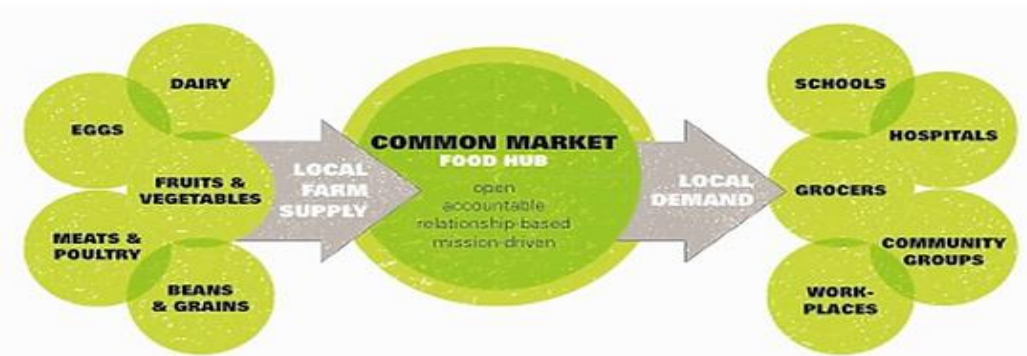 DAIRY
EGGS
FRUITS &
VEGETABLES
MEATS &
POULTRY
BEANS
& GRAINS
LOCAL
FARM
SUPPLY
COMMON MARKET
FOOD HUB
open
accountable
relationship-based
mission-driven
LOCAL
DEMAND
SCHOOLS
HOSPITALS
GROCERS
COMMUNITY
GROUPS
WORK-
PLACES